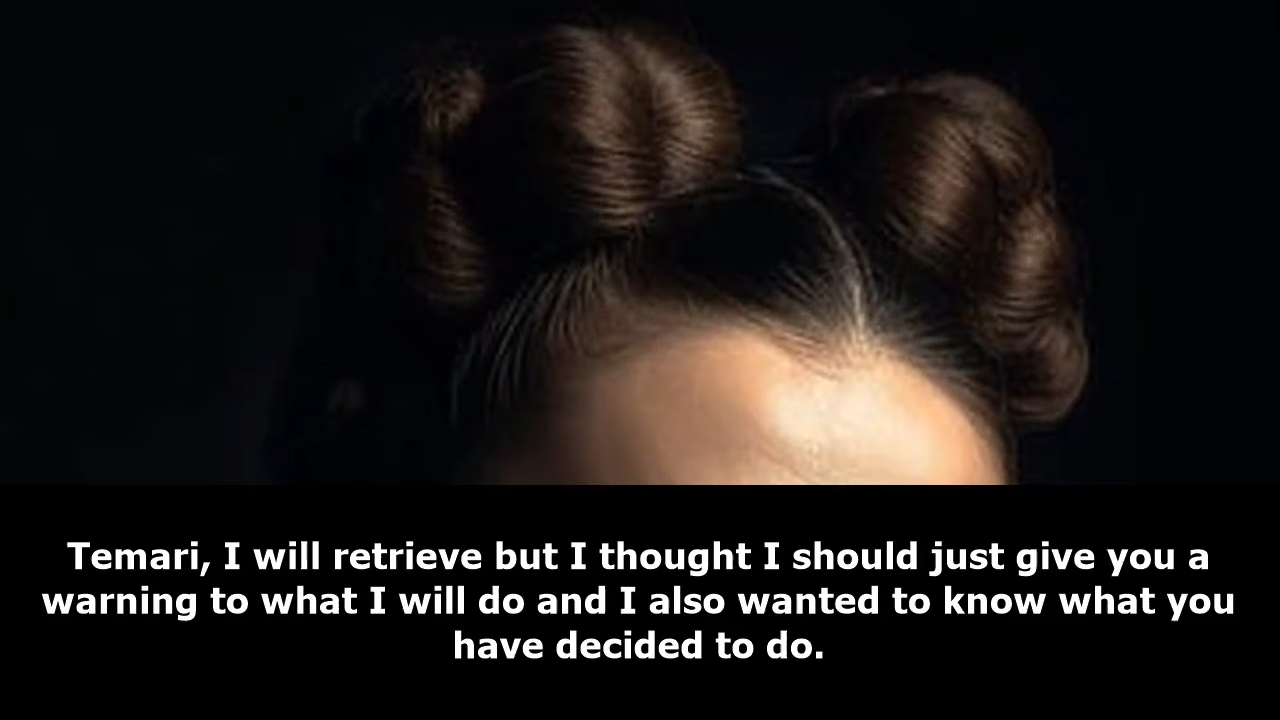 Temari, I will retrieve but I thought I should just give you a
warning to what I will do and I also wanted to know what you
have decided to do.